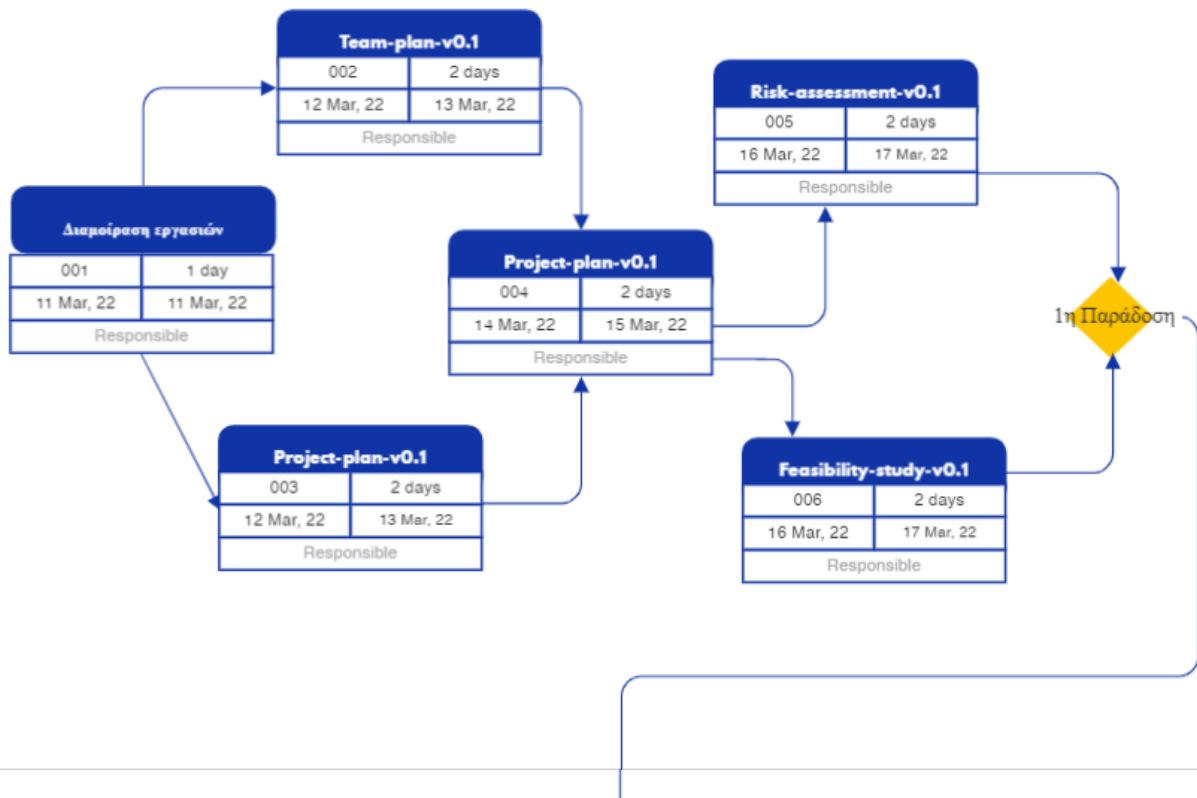 Team-plan-v0.1
002 2 days
12 Mar, 22 13 Mar, 22
Responsible
Risk-assessment-v0.1
005 2 days
16 Mar, 22 17 Mar, 22
Responsible
Διαμοίραση εργασιών
001 1 day
11 Mar, 22 11 Mar, 22
Responsible
Project-plan-v0.1
004 2 days
14 Mar, 22 15 Mar, 22
Responsible
1η Παράδοση
Project-plan-v0.1
003 2 days
12 Mar, 22 13 Mar, 22
Responsible
Feasibility-study-v0.1
006 2 days
16 Mar, 22 17 Mar, 22
Responsible